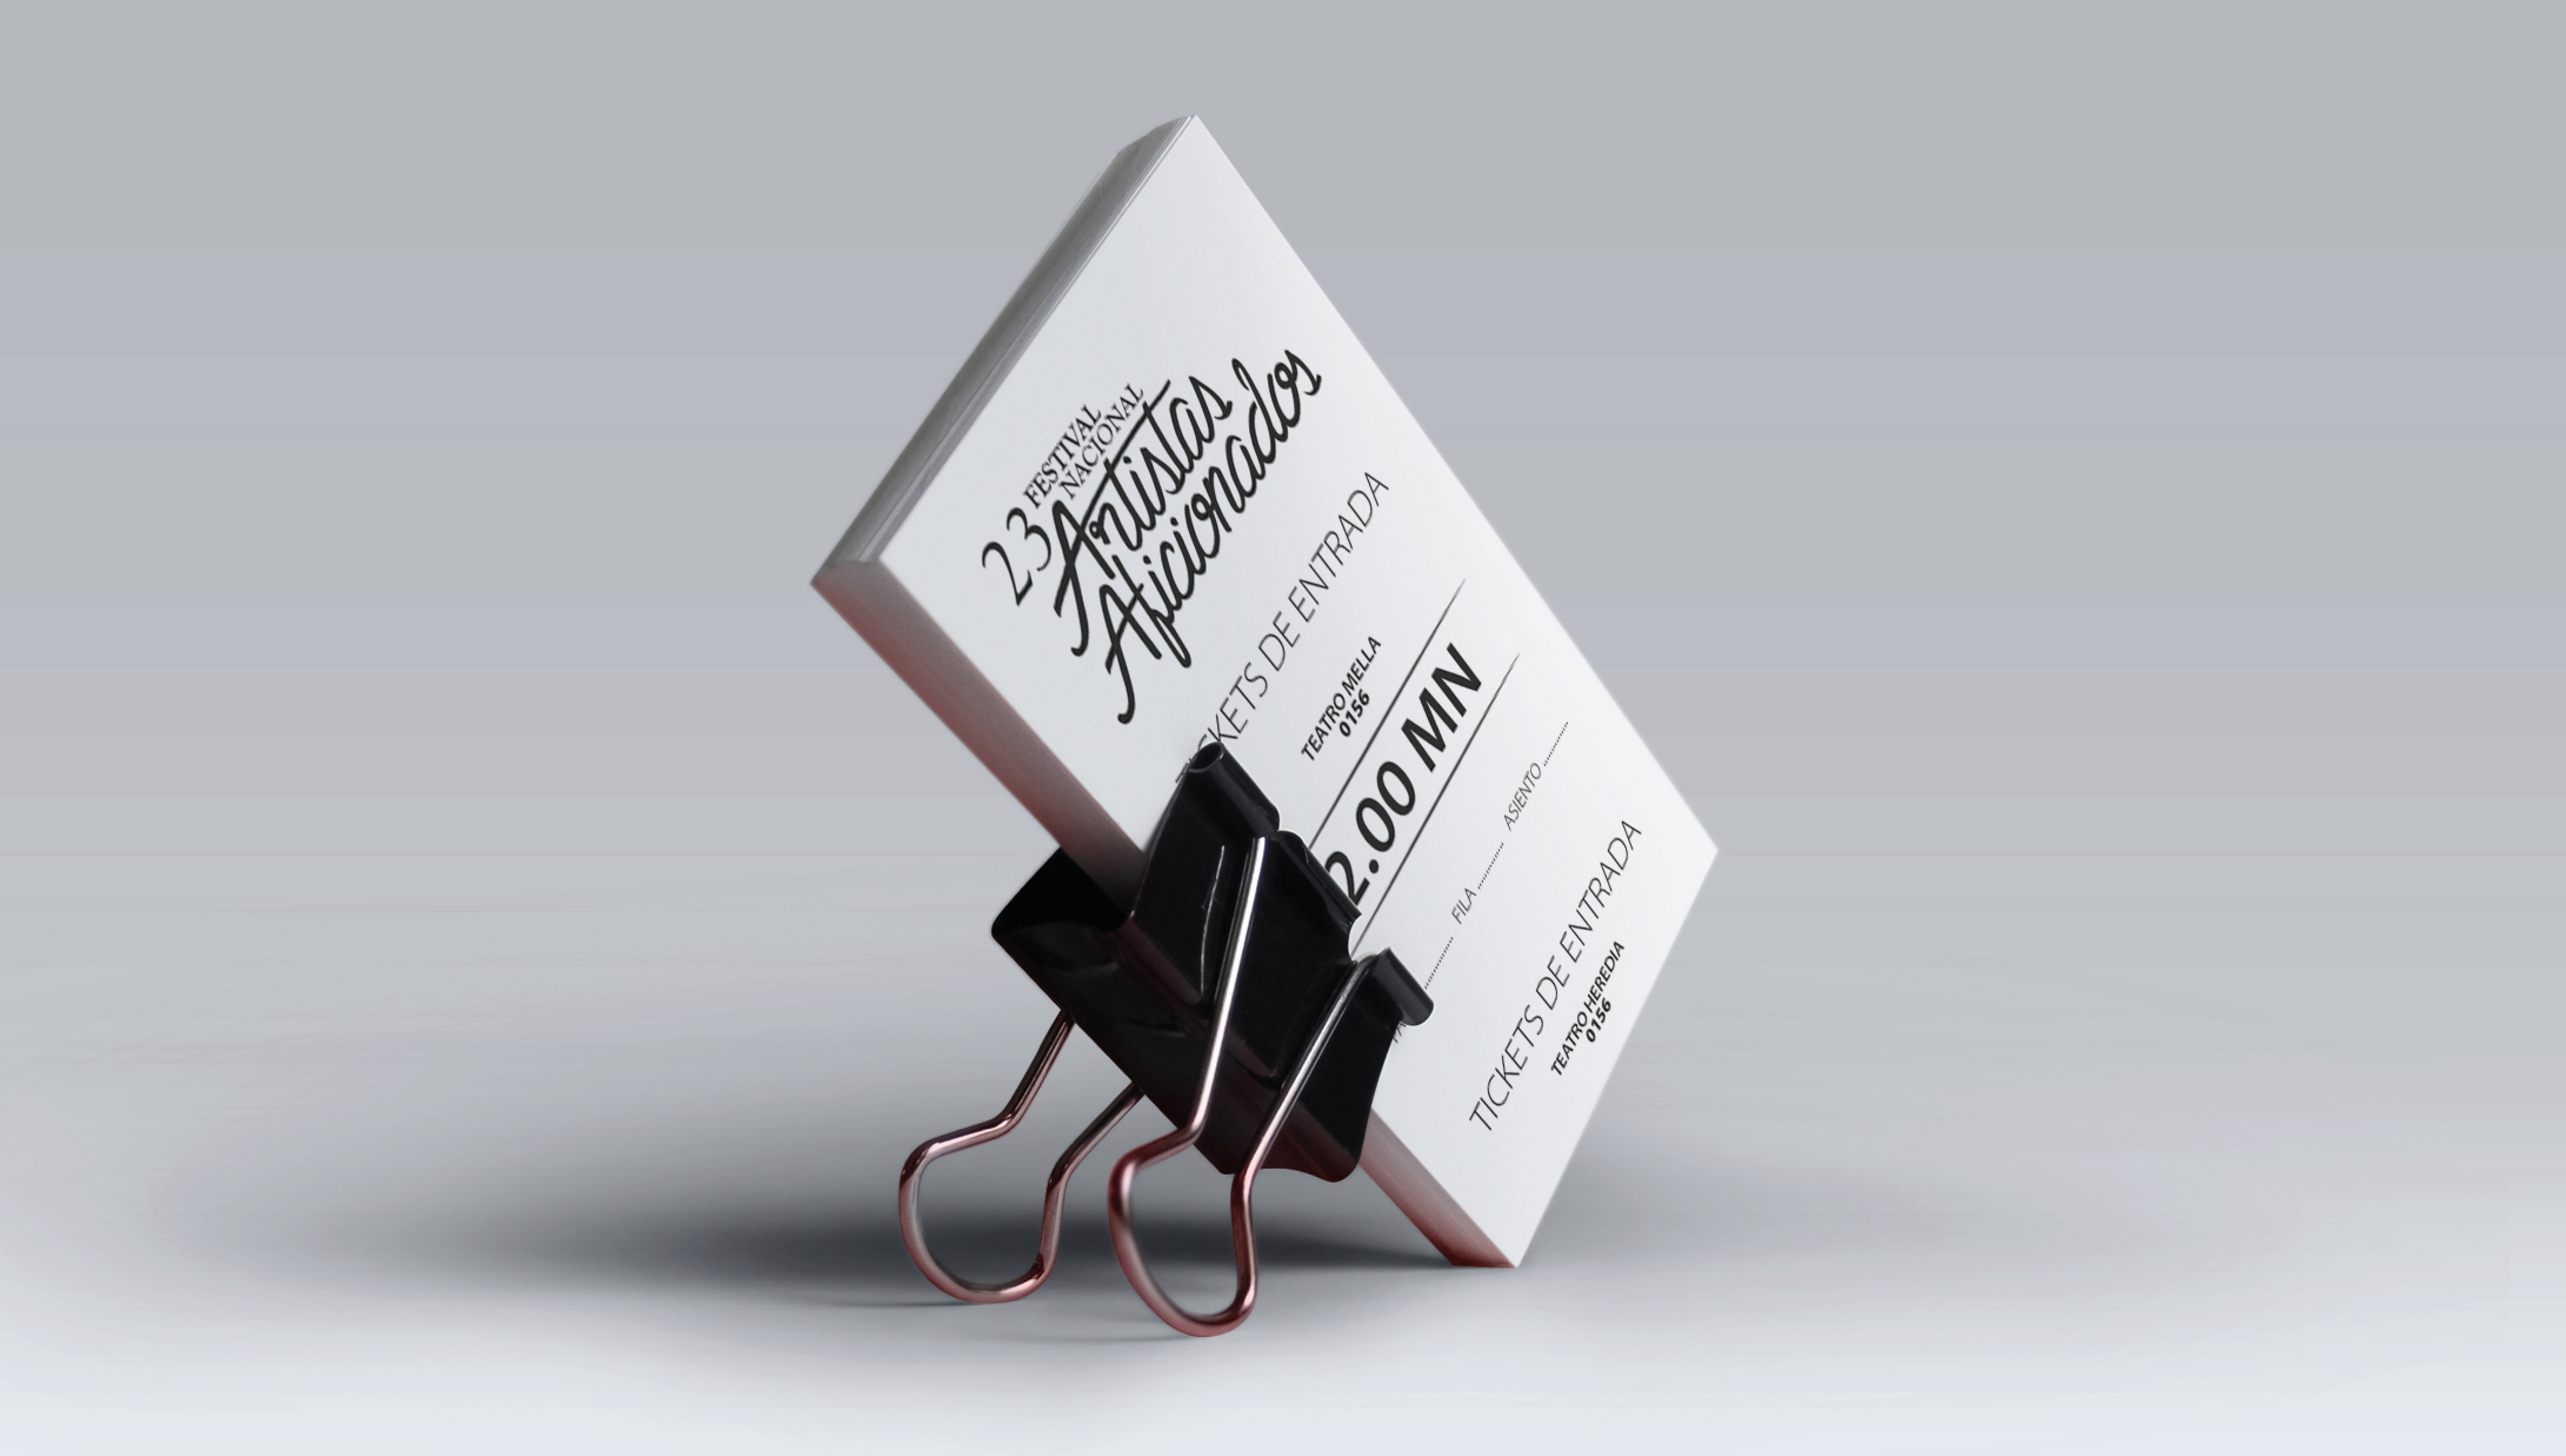 23 FESTIVAL
NACIONAL
Artistas
Aficionados
TICKETS DE ENTRADA
TEATRO MELLA
0156
2.00 MN
FILA ........... ASIENTO ...........
TICKETS DE ENTRADA
TEATRO HEREDIA
0156